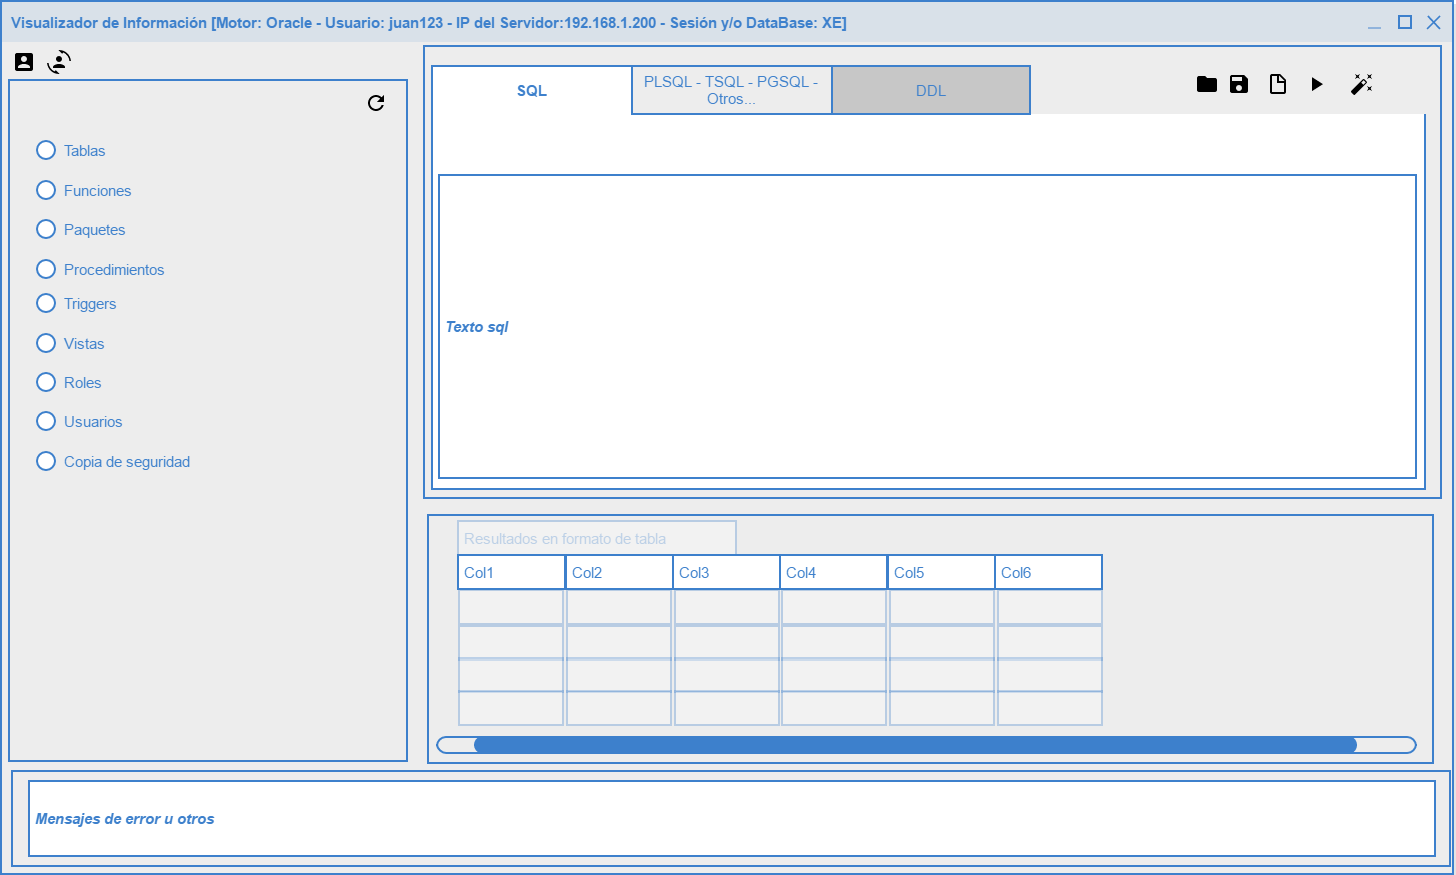 Visualizador de Información [Motor: Oracle - Usuario: juan123 - IP del Servidor:192.168.1.200 - Sesión y/o DataBase: XE]
Tablas
Funciones
Paquetes
Procedimientos
Triggers
Vistas
Roles
Usuarios
Copia de seguridad
SQL
PLSQL - TSQL - PGSQL -
Otros...
DDL
Texto sql
Resultados en formato de tabla
Col1 Col2 Col3 Col4 Col5 Col6
Mensajes de error u otros